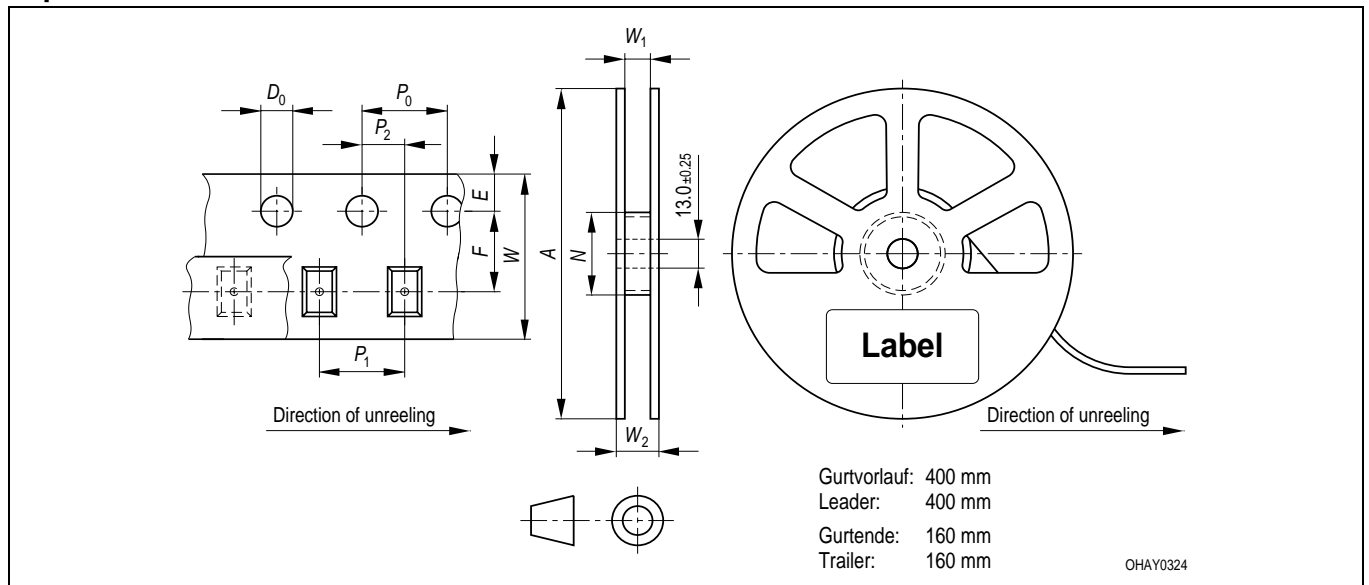 W₁
D₀
P₀
P₂
E
F
W
A
N
13.0 ±0.25
Label
P₁
Direction of unreeling
W₂
Direction of unreeling
Gurtvorlauf: 400 mm
Leader: 400 mm
Gurtende: 160 mm
Trailer: 160 mm
OHAY0324